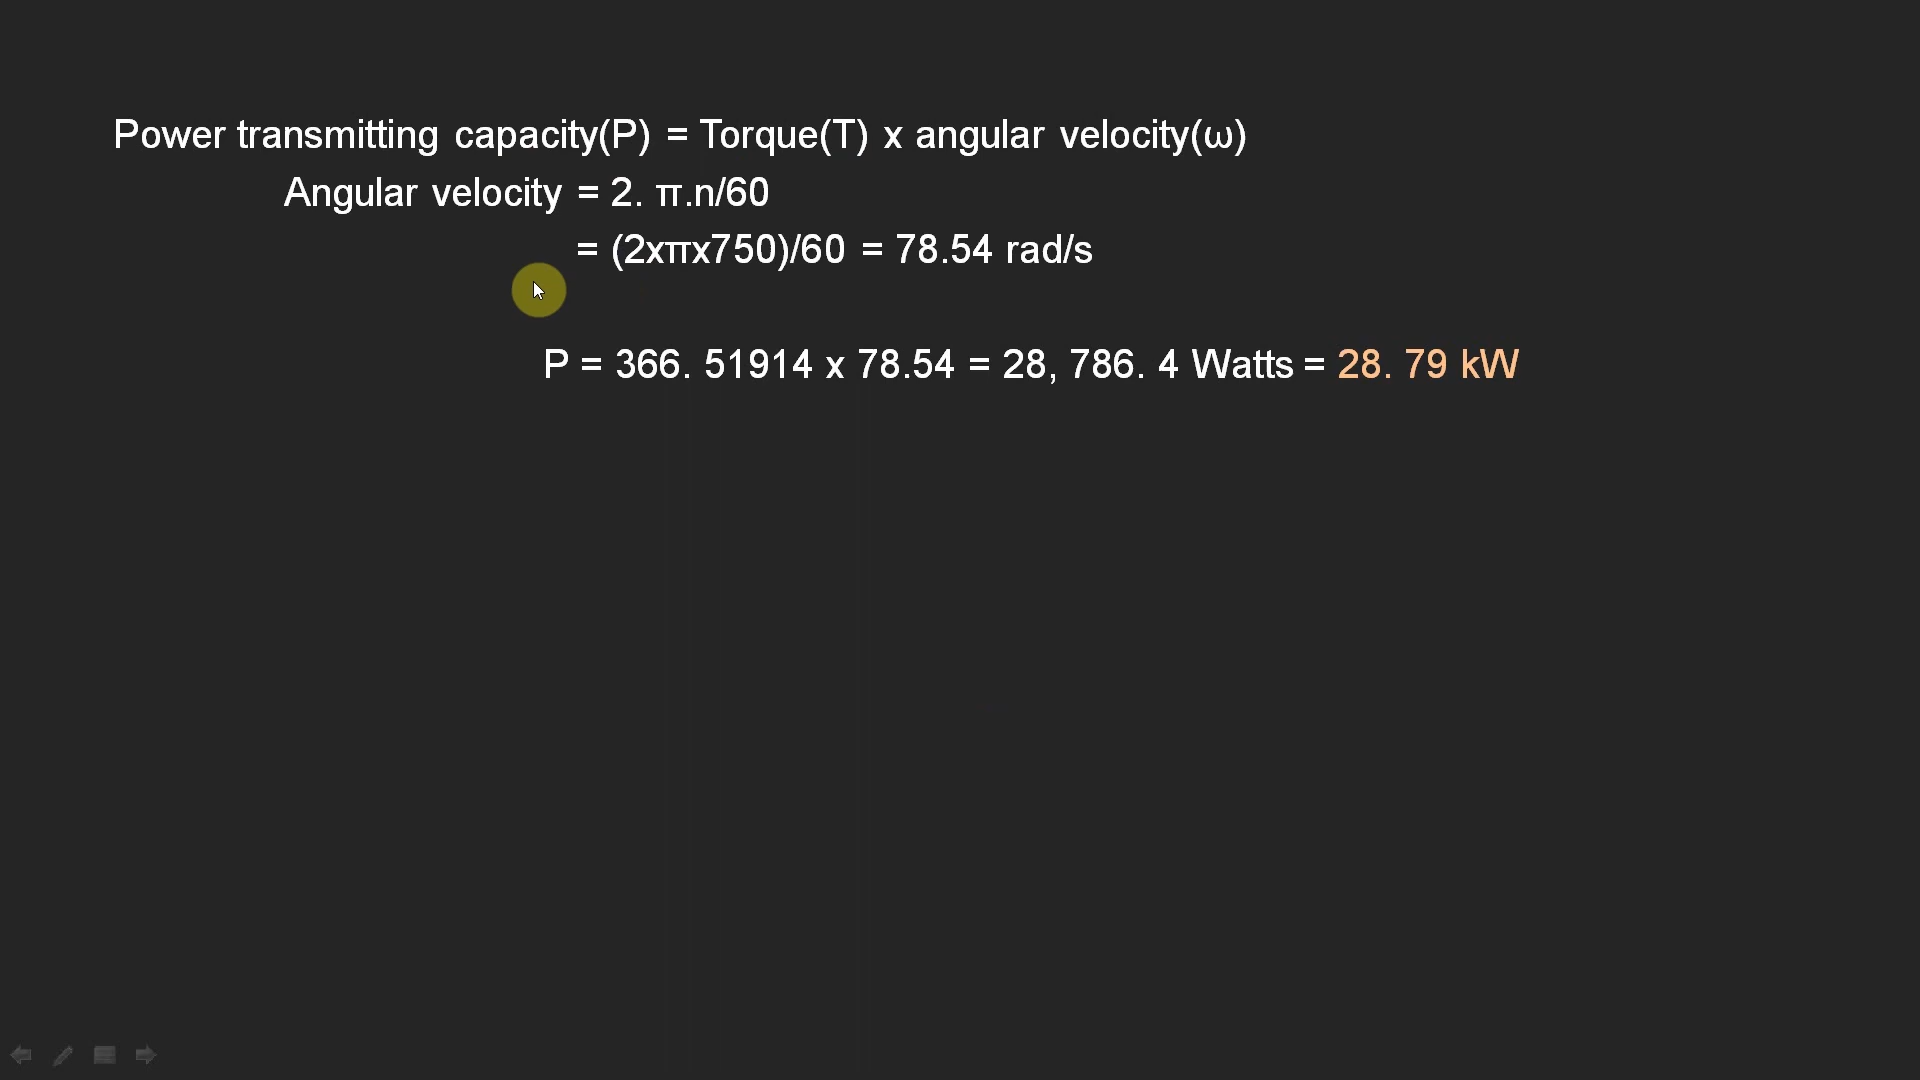 Power transmitting capacity(P) = Torque(T) x angular velocity(ω)
Angular velocity = 2. π.n/60
= (2xπx750)/60 = 78.54 rad/s
P = 366. 51914 x 78.54 = 28, 786. 4 Watts = 28. 79 kW